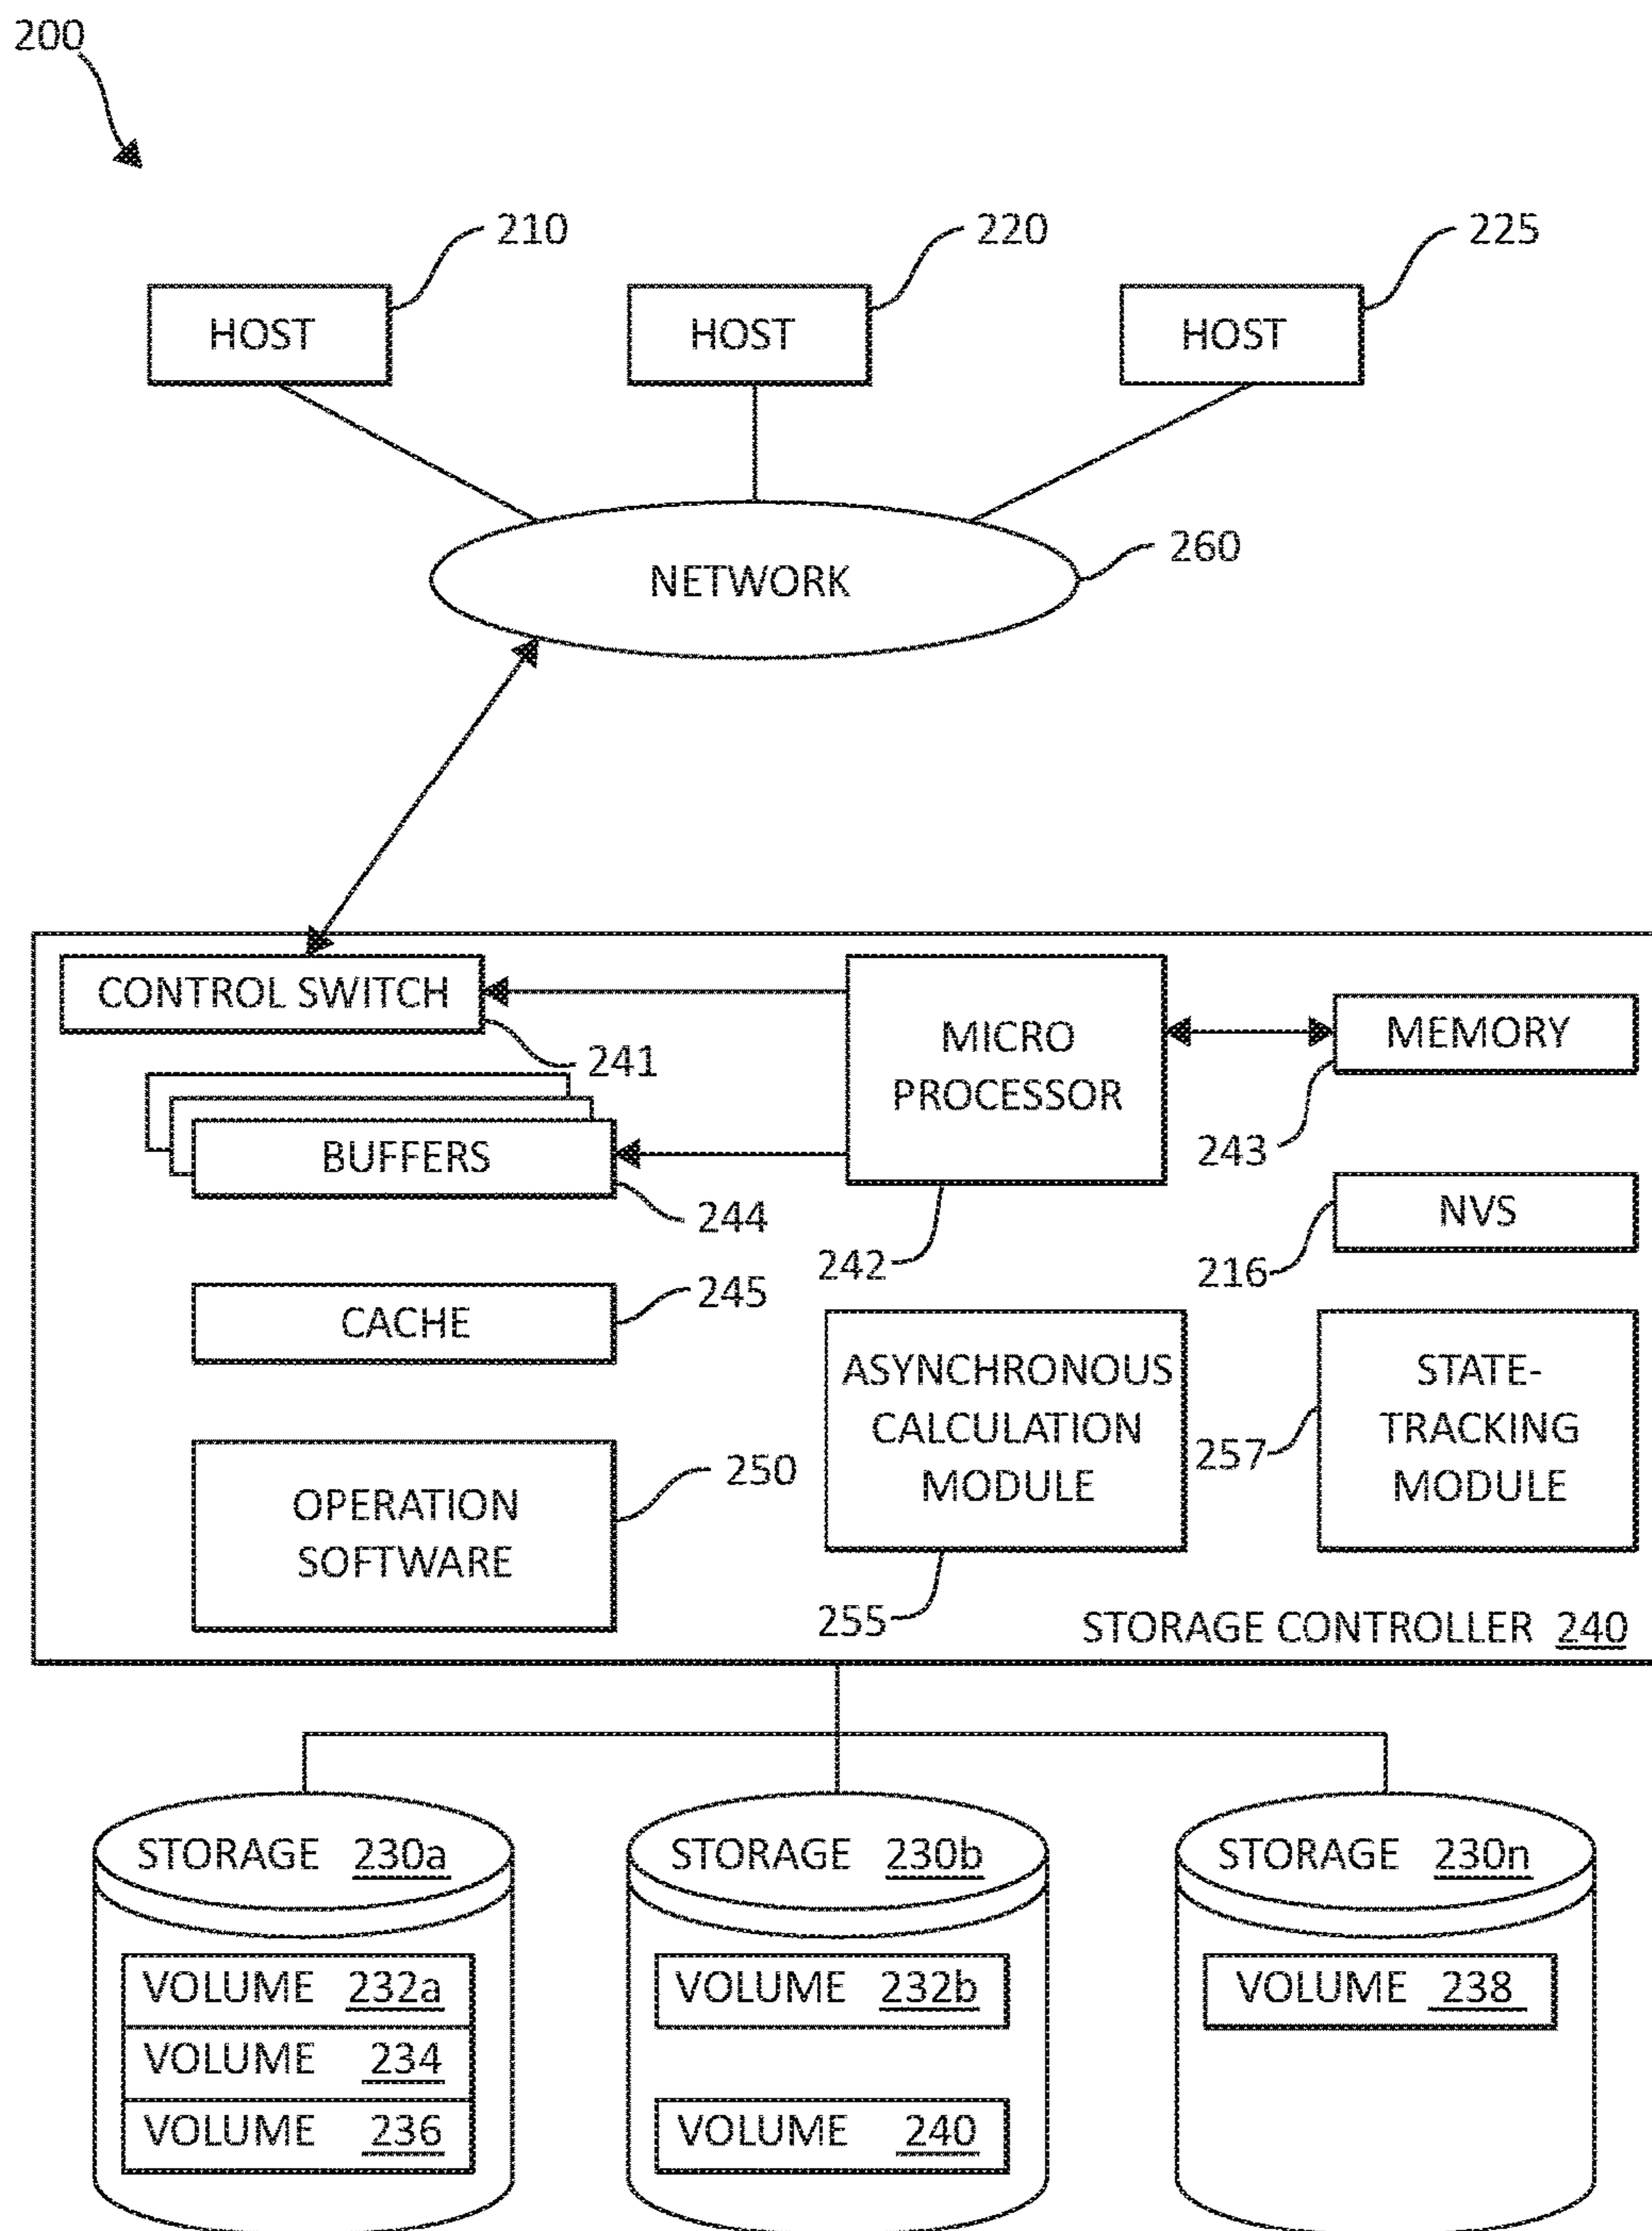 200
210
220
225
HOST
HOST
HOST
260
NETWORK
CONTROL SWITCH
241
MICRO
PROCESSOR
MEMORY
243
BUFFERS
244
242
NVS
216
CACHE
245
ASYNCHRONOUS
CALCULATION
MODULE
255
STATE-
TRACKING
MODULE
257
OPERATION
SOFTWARE
250
STORAGE CONTROLLER 240
STORAGE 230a
STORAGE 230b
STORAGE 230n
VOLUME 232a
VOLUME 234
VOLUME 236
VOLUME 232b
VOLUME 240
VOLUME 238